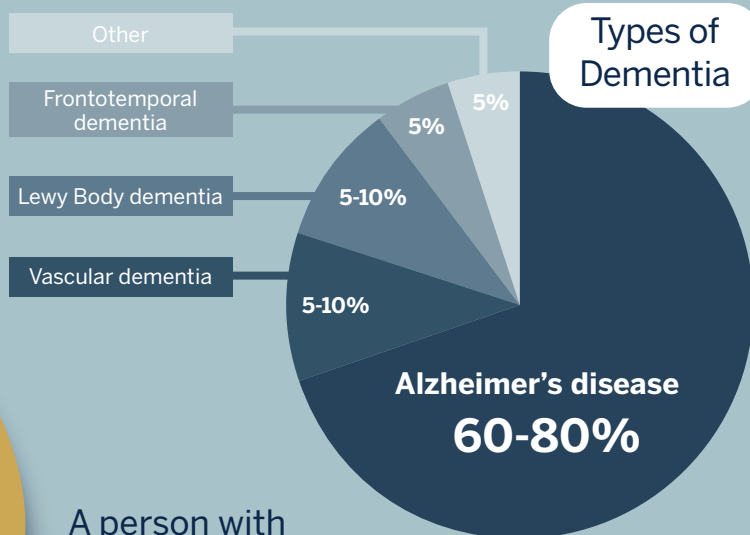 Types of
Dementia
Other
5%
Frontotemporal
dementia
5%
Lewy Body dementia
5-10%
Vascular dementia
5-10%
Alzheimer’s disease
60-80%
A person with